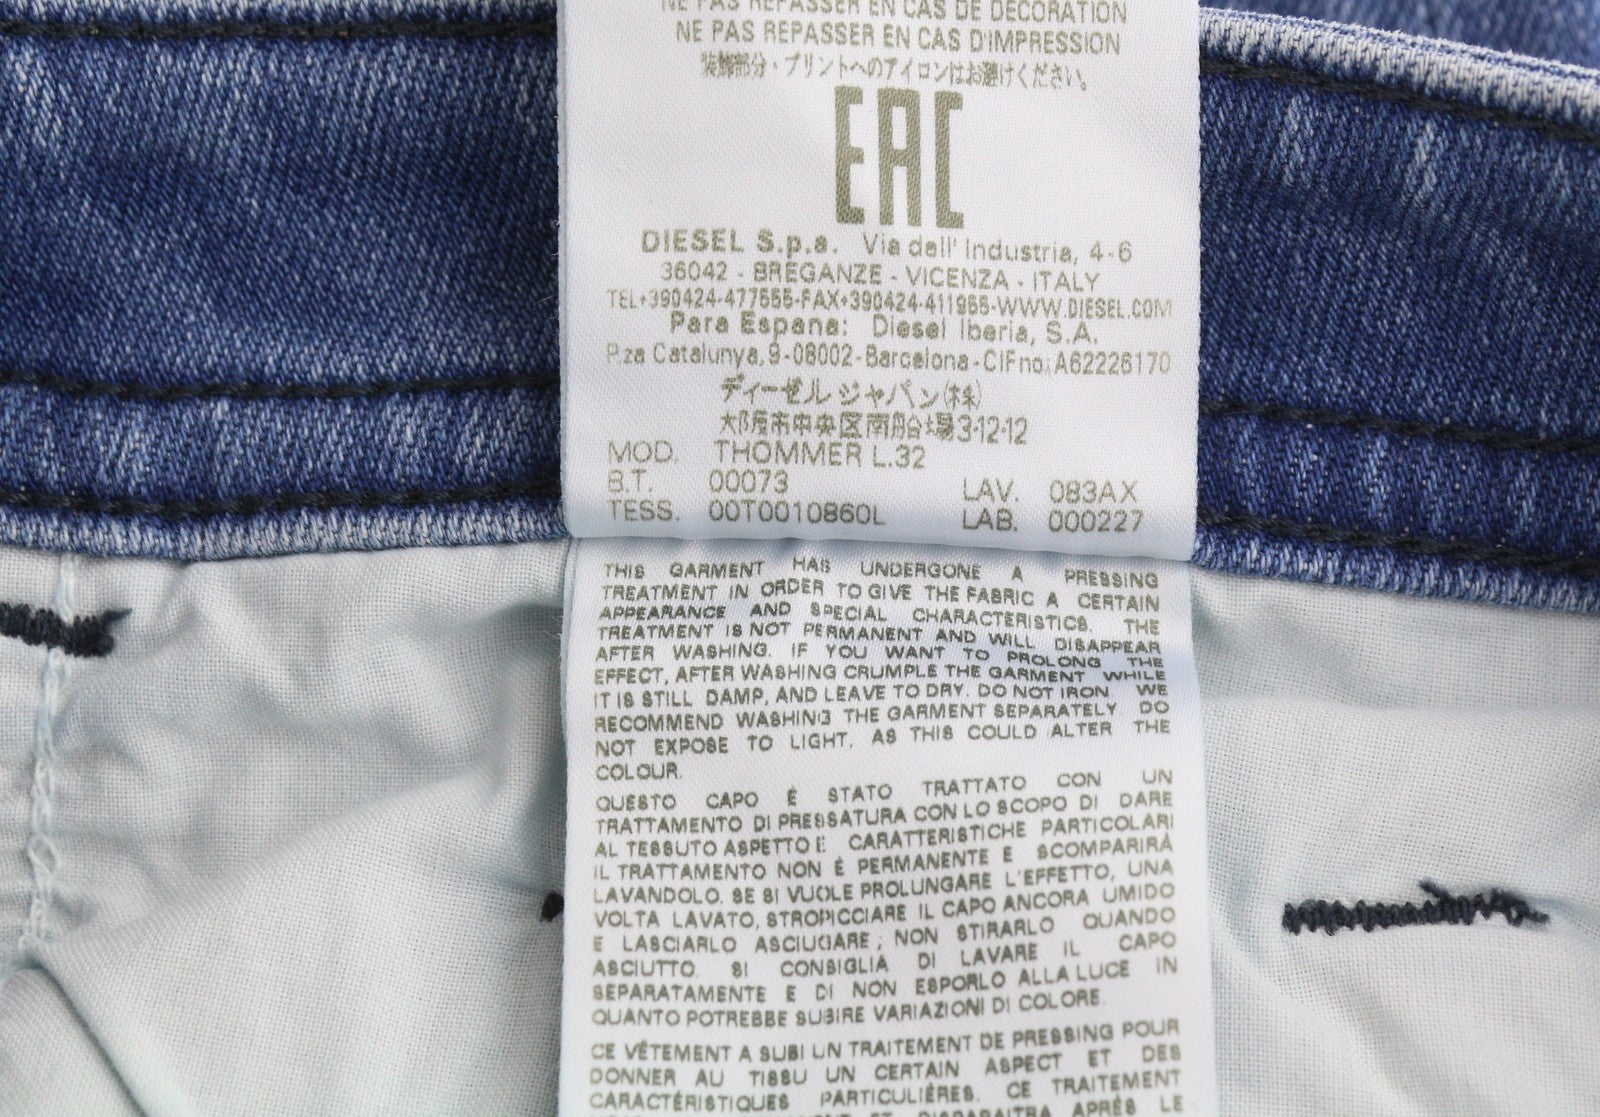 NE PAS REPASSER EN CAS DE DECORATION
NE PAS REPASSER EN CAS D'IMPRESSION
装飾部分・プリントへのアイロンはお避けください。
EAC
DIESEL S.p.a. Via dell' Industria, 4-6
36042 - BREGANZE - VICENZA - ITALY
TEL+390424-477555-FAX+390424-411955-WWW.DIESEL.COM
Para Espana: Diesel Iberia, S.A.
P.za Catalunya, 9-08002-Barcelona-CIF no: A62226170
ディーゼル ジャパン(株)
大阪市中央区南船場3-12-12
MOD. THOMMER L.32
B.T. 00073 LAV. 083AX
TESS. 00T0010860L LAB. 000227
THIS GARMENT HAS UNDERGONE A PRESSING
TREATMENT IN ORDER TO GIVE THE FABRIC A CERTAIN
APPEARANCE AND SPECIAL CHARACTERISTICS. THE
TREATMENT IS NOT PERMANENT AND WILL DISAPPEAR
AFTER WASHING. IF YOU WANT TO PROLONG THE
EFFECT, AFTER WASHING CRUMPLE THE GARMENT WHILE
IT IS STILL DAMP, AND LEAVE TO DRY. DO NOT IRON WE
RECOMMEND WASHING THE GARMENT SEPARATELY DO
NOT EXPOSE TO LIGHT, AS THIS COULD ALTER THE
COLOUR.
QUESTO CAPO È STATO TRATTATO CON UN
TRATTAMENTO DI PRESSATURA CON LO SCOPO DI DARE
AL TESSUTO ASPETTO E CARATTERISTICHE PARTICOLARI
IL TRATTAMENTO NON È PERMANENTE E SCOMPARIRÀ
LAVANDOLO. SE SI VUOLE PROLUNGARE L'EFFETTO, UNA
VOLTA LAVATO, STROPICCIARE IL CAPO ANCORA UMIDO
E LASCIARLO ASCIUGARE, NON STIRARLO QUANDO
ASCIUTTO. SI CONSIGLIA DI LAVARE IL CAPO
SEPARATAMENTE E DI NON ESPORLO ALLA LUCE IN
QUANTO POTREBBE SUBIRE VARIAZIONI DI COLORE.
CE VÊTEMENT A SUBI UN TRAITEMENT DE PRESSING POUR
DONNER AU TISSU UN CERTAIN ASPECT ET DES
CARACTÉRISTIQUES PARTICULIÈRES. CE TRAITEMENT
ET DISPARAITRA APRÈS LE